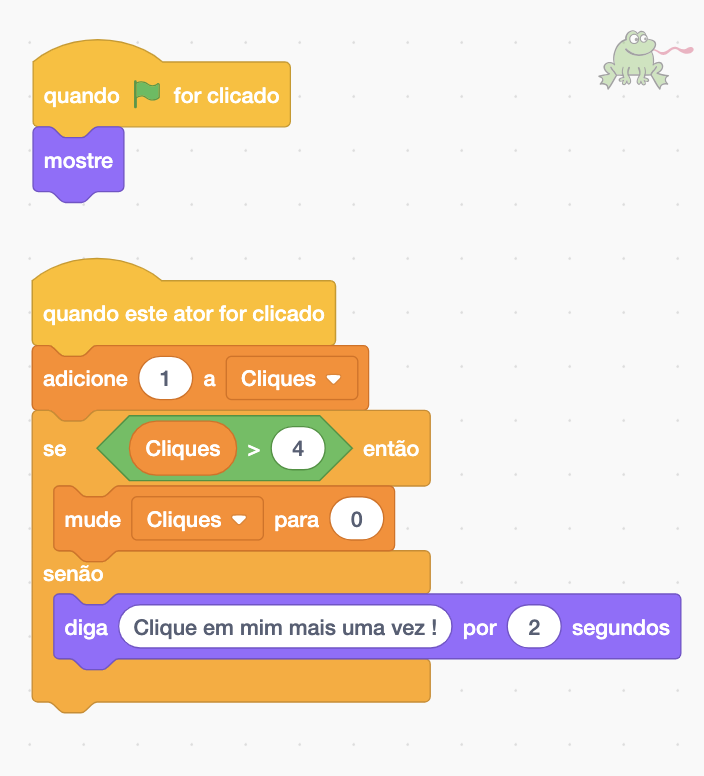 quando for clicado
mostre
quando este ator for clicado
adicione 1 a Cliques
se Cliques > 4 então
mude Cliques para 0
senão
diga Clique em mim mais uma vez ! por 2 segundos